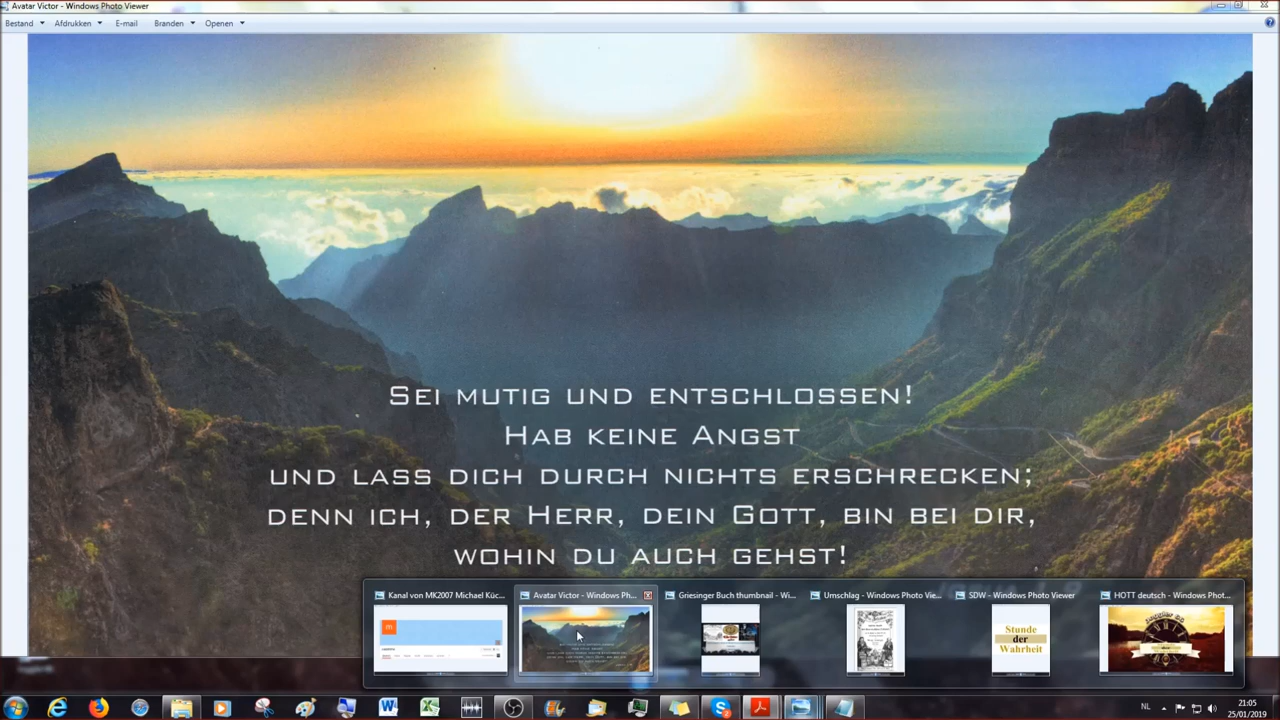 Avatar Victor - Windows Photo Viewer
Bestand Afdrukken E-mail Branden Openen
SEI MUTIG UND ENTSCHLOSSEN!
HAB KEINE ANGST
UND LASS DICH DURCH NICHTS ERSCHRECKEN;
DENN ICH, DER HERR, DEIN GOTT, BIN BEI DIR,
WOHIN DU AUCH GEHST!
Kanal von MK2007 Michael Küc... Avatar Victor - Windows Ph... Griesinger Buch thumbnail - Wi... Umschlag - Windows Photo Vie... SDW - Windows Photo Viewer HOTT deutsch - Windows Phot...
m
Stunde
der
Wahrheit
NL
21:05
25/01/2019